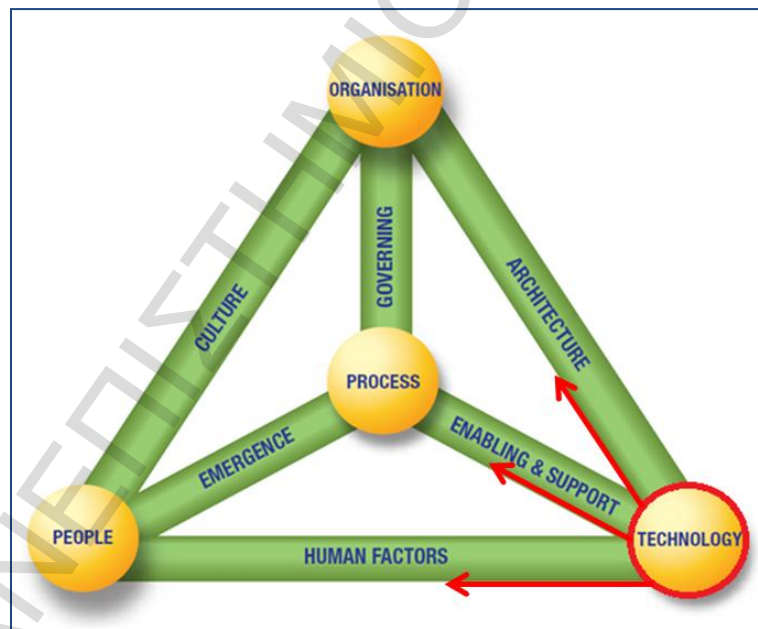 ORGANISATION
CULTURE
GOVERNING
ARCHITECTURE
PROCESS
EMERGENCE
ENABLING & SUPPORT
PEOPLE
HUMAN FACTORS
TECHNOLOGY